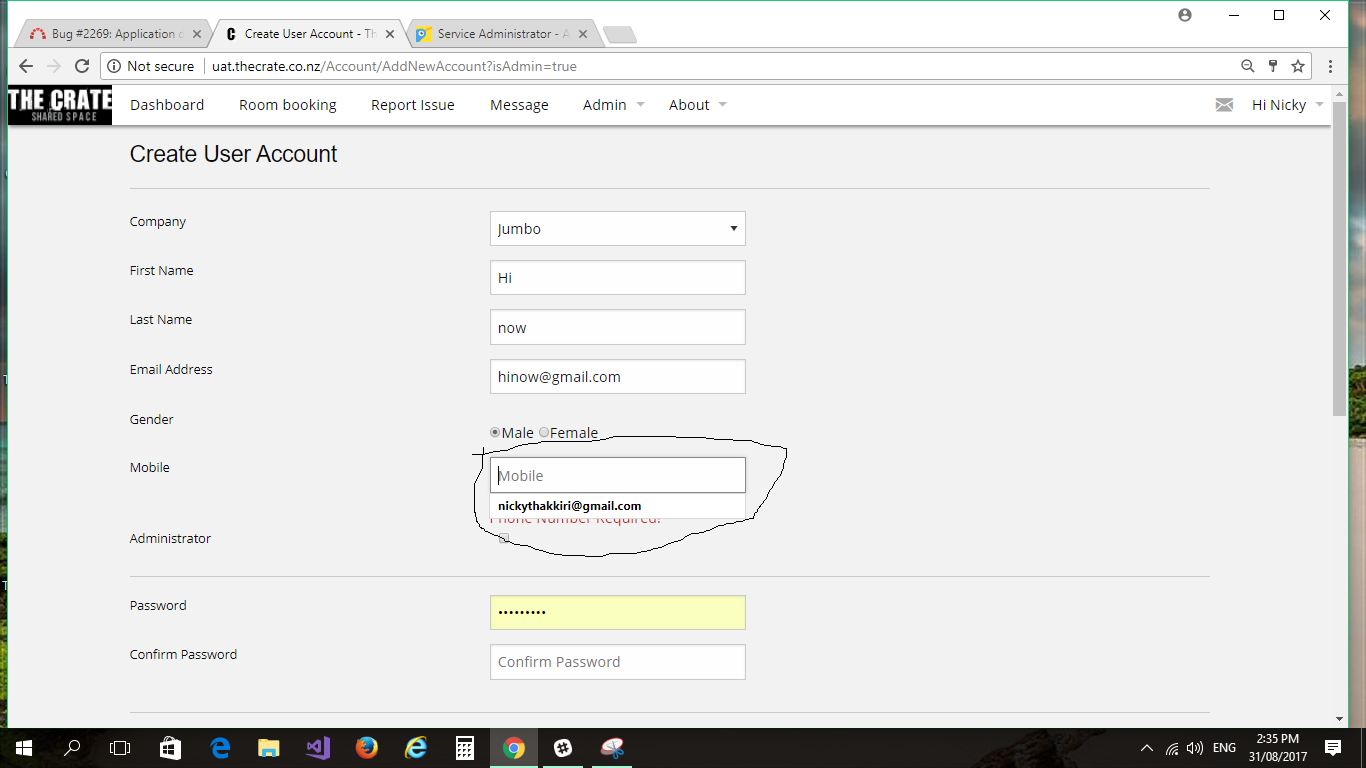 Bug #2269: Application
Create User Account - Th
Service Administrator - A
Not secure
uat.thecrate.co.nz/Account/AddNewAccount?isAdmin=true
THE CRATE
SHARED SPACE
Dashboard
Room booking
Report Issue
Message
Admin
About
Hi Nicky
Create User Account
Company
Jumbo
First Name
Hi
Last Name
now
Email Address
hinow@gmail.com
Gender
Male
Female
Mobile
Mobile
nickythakkiri@gmail.com
Phone Number Required!
Administrator
Password
•••••••••
Confirm Password
Confirm Password
ENG
2:35 PM
31/08/2017